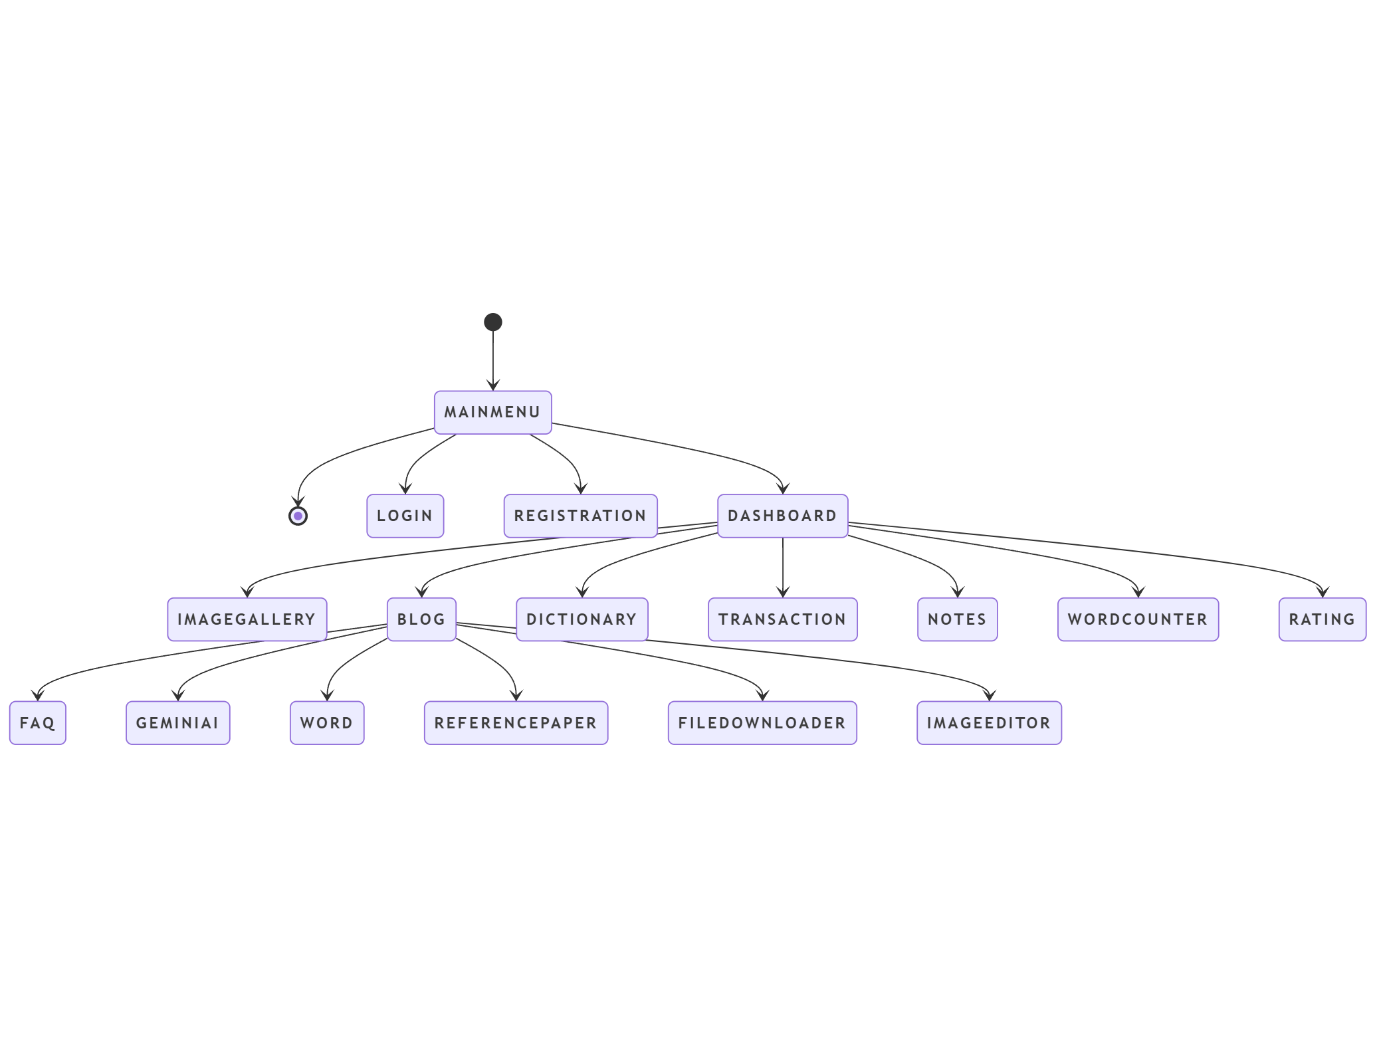 MAINMENU
LOGIN
REGISTRATION
DASHBOARD
IMAGEGALLERY
BLOG
DICTIONARY
TRANSACTION
NOTES
WORDCOUNTER
RATING
FAQ
GEMINIAI
WORD
REFERENCEPAPER
FILEDOWNLOADER
IMAGEEDITOR